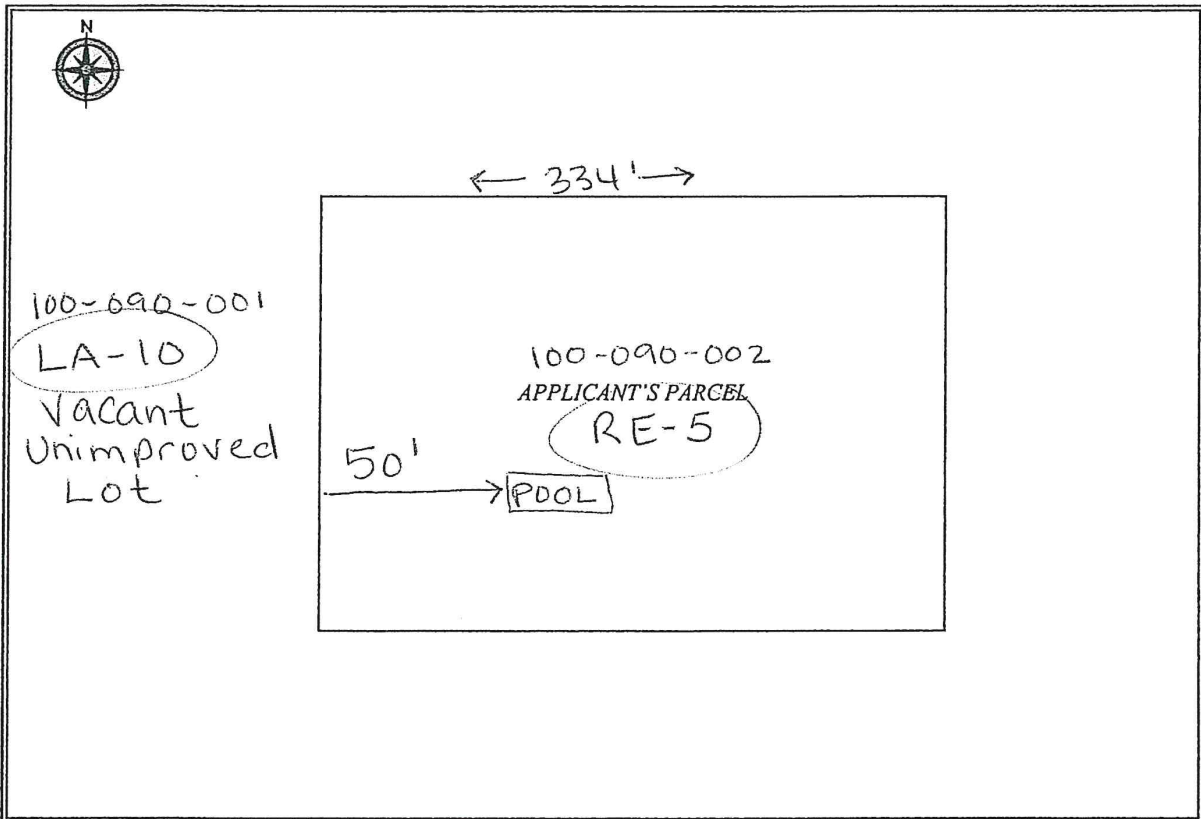 N
← 334' →
100-090-001
LA-10
Vacant
Unimproved
Lot
100-090-002
APPLICANT'S PARCEL
RE-5
50'
POOL